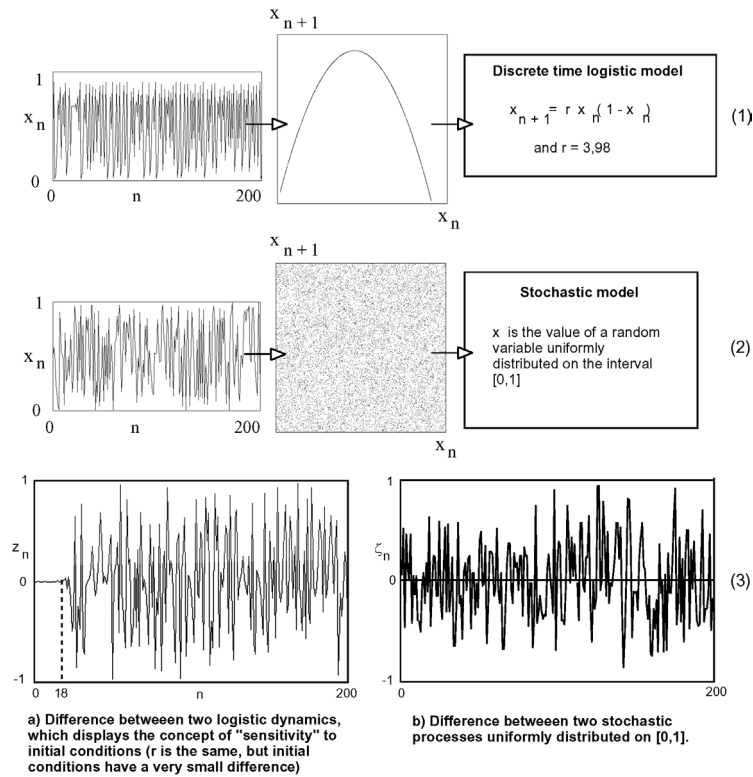 x n + 1
1
x n
0
0
n
200
x n
Discrete time logistic model
x n + 1 = r x n ( 1 - x n )
and r = 3,98
(1)
x n + 1
1
x n
0
0
n
200
x n
Stochastic model
x is the value of a random
variable uniformly
distributed on the interval
[0,1]
(2)
1
z n
0
-1
0
18
n
200
1
ξ n
0
-1
0
200
(3)
a) Difference betweeen two logistic dynamics,
which displays the concept of "sensitivity" to
initial conditions (r is the same, but initial
conditions have a very small difference)
b) Difference betweeen two stochastic
processes uniformly distributed on [0,1].